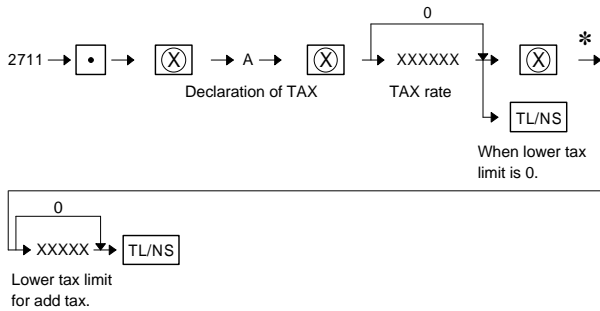 0
2711 • X A X XXXXXX X *
Declaration of TAX TAX rate
TL/NS
When lower tax
limit is 0.
0
XXXXX TL/NS
Lower tax limit
for add tax.